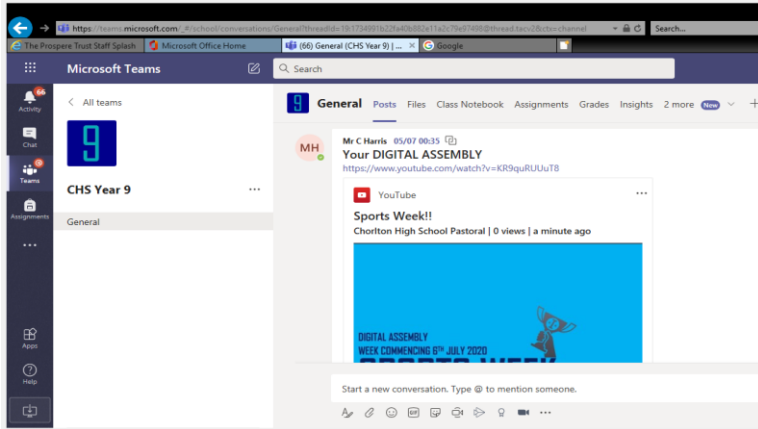 https://teams.microsoft.com/_#/school/conversations/General?threadId=19:1734991b22fa40b882e11a2c79e97498@thread.tacv2&ctx=channel
Search...
The Prospere Trust Staff Splash
Microsoft Office Home
(66) General (CHS Year 9) | ...
Google
Microsoft Teams
Search
66
Activity
Chat
Teams
Assignments
Apps
Help
All teams
9
CHS Year 9
General
9
General Posts Files Class Notebook Assignments Grades Insights 2 more New
MH
Mr C Harris 05/07 00:35
Your DIGITAL ASSEMBLY
https://www.youtube.com/watch?v=KR9quRUUuT8
YouTube
Sports Week!!
Chorlton High School Pastoral | 0 views | a minute ago
DIGITAL ASSEMBLY
WEEK COMMENCING 6TH JULY 2020
SPORTS WEEK
Start a new conversation. Type @ to mention someone.
GIF